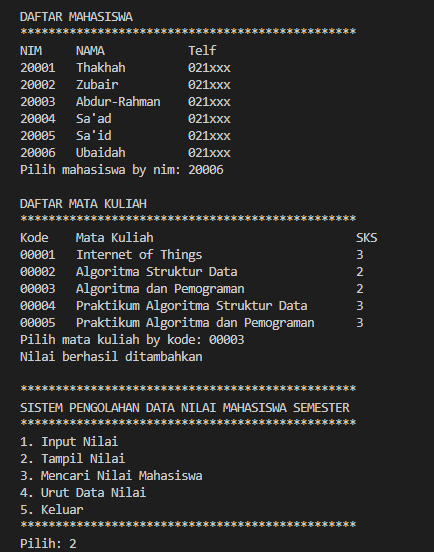 DAFTAR MAHASISWA
************************************************
NIM NAMA Telf
20001 Thakhah 021xxx
20002 Zubair 021xxx
20003 Abdur-Rahman 021xxx
20004 Sa'ad 021xxx
20005 Sa'id 021xxx
20006 Ubaidah 021xxx
Pilih mahasiswa by nim: 20006
DAFTAR MATA KULIAH
************************************************
Kode Mata Kuliah SKS
00001 Internet of Things 3
00002 Algoritma Struktur Data 2
00003 Algoritma dan Pemograman 2
00004 Praktikum Algoritma Struktur Data 3
00005 Praktikum Algoritma dan Pemograman 3
Pilih mata kuliah by kode: 00003
Nilai berhasil ditambahkan
************************************************
SISTEM PENGOLAHAN DATA NILAI MAHASISWA SEMESTER
************************************************
1. Input Nilai
2. Tampil Nilai
3. Mencari Nilai Mahasiswa
4. Urut Data Nilai
5. Keluar
************************************************
Pilih: 2